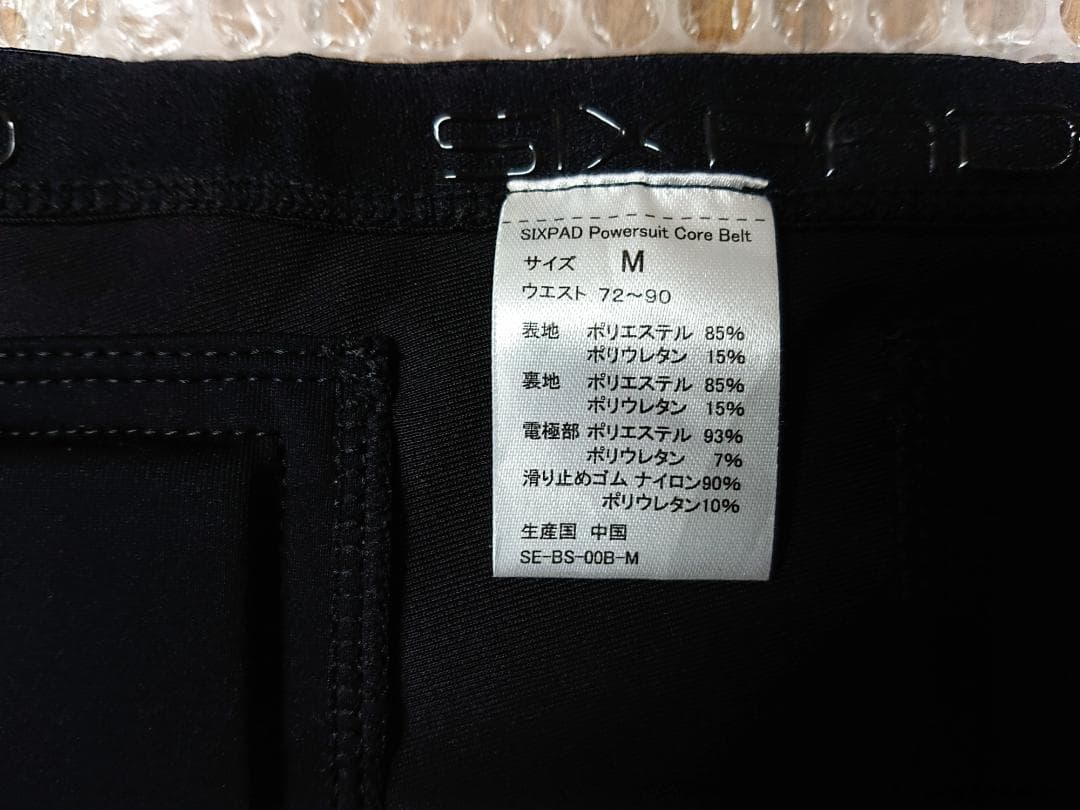 SIXPAD
SIXPAD Powersuit Core Belt
サイズ M
ウエスト 72～90
表地 ポリエステル 85%
ポリウレタン 15%
裏地 ポリエステル 85%
ポリウレタン 15%
電極部 ポリエステル 93%
ポリウレタン 7%
滑り止めゴム ナイロン90%
ポリウレタン10%
生産国 中国
SE-BS-00B-M